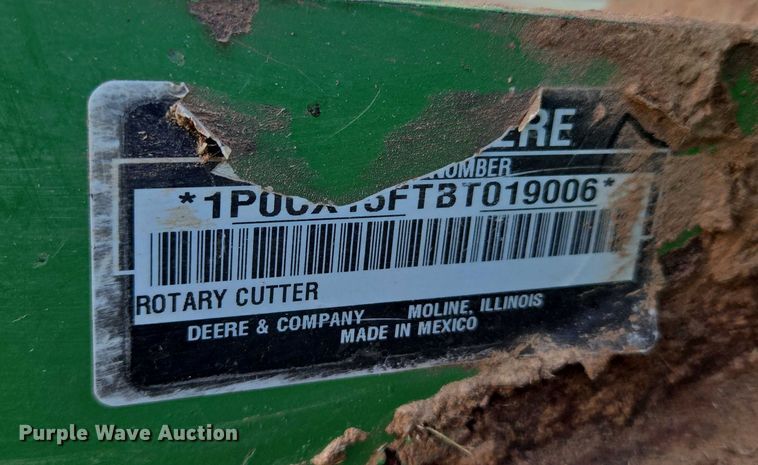 ERE
NUMBER
*1P0CX15FTBT019006*
ROTARY CUTTER
DEERE & COMPANY MOLINE, ILLINOIS
MADE IN MEXICO
Purple Wave Auction